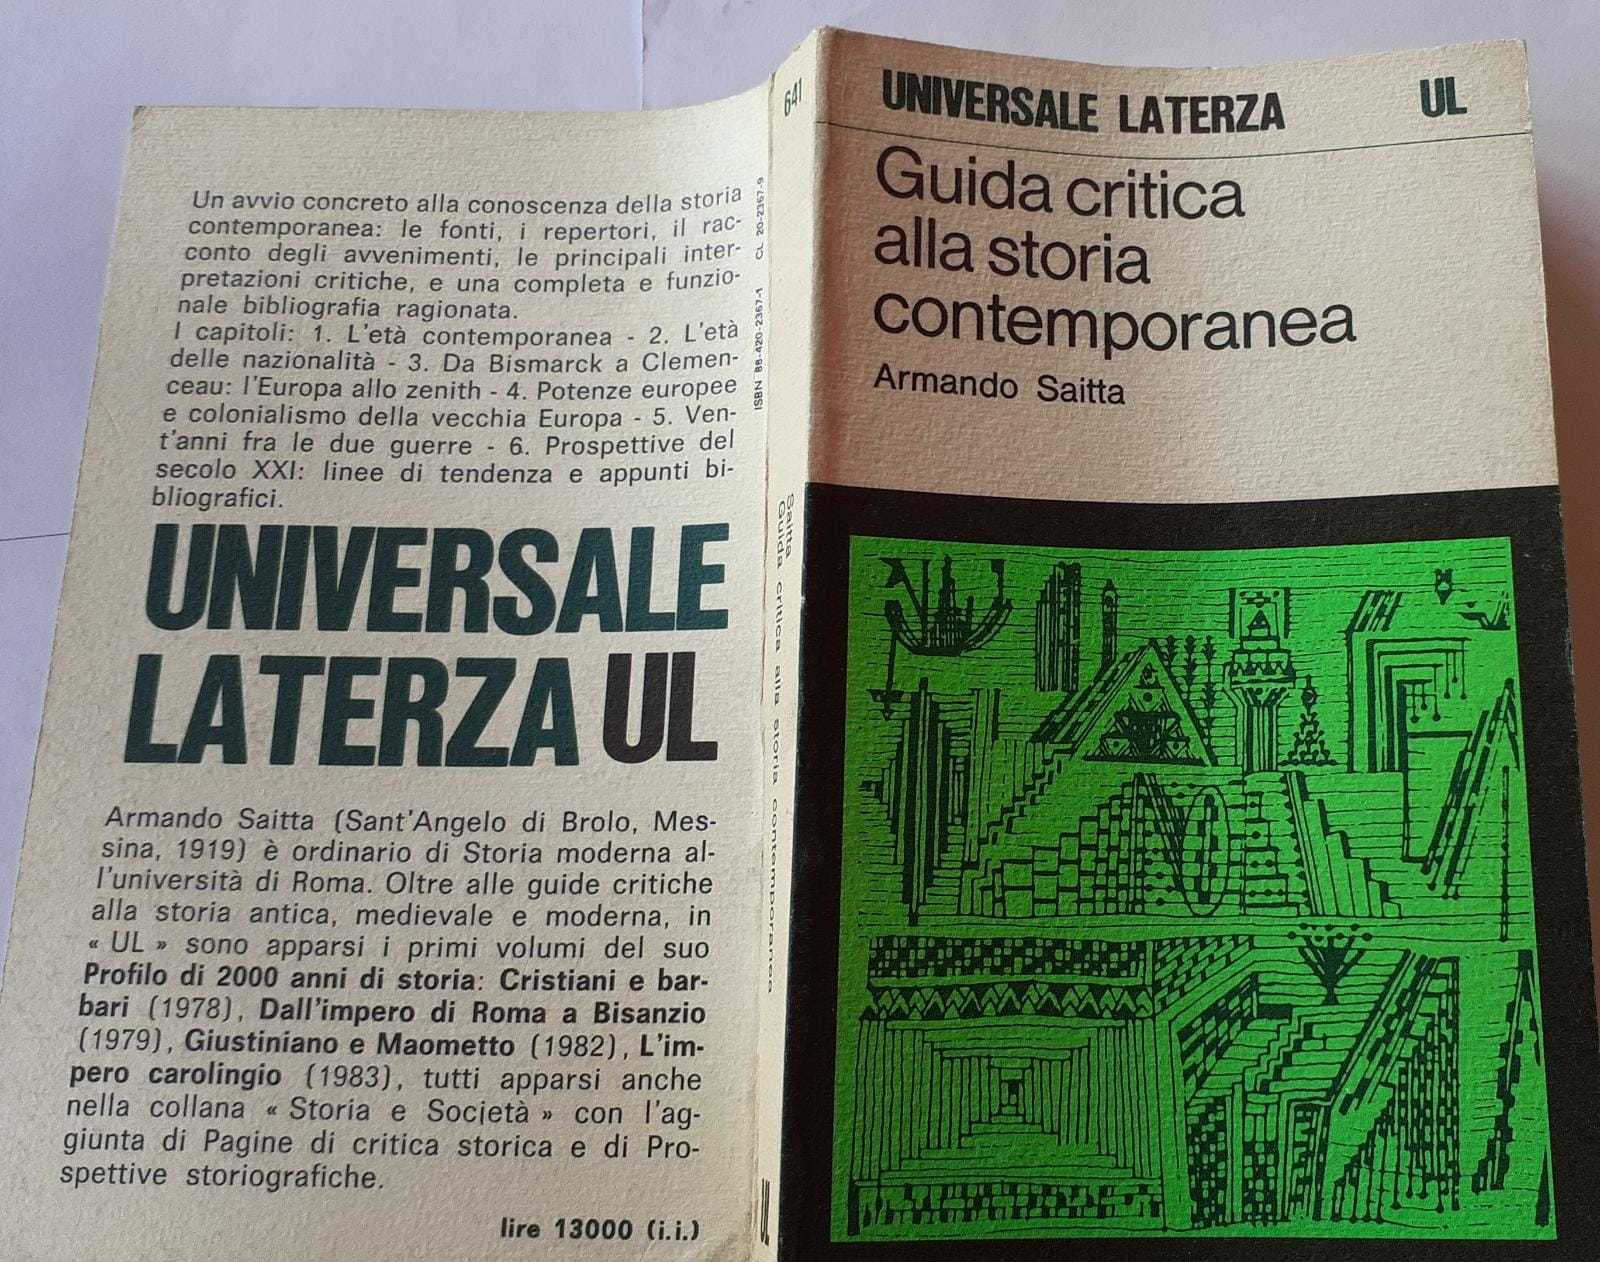 Un avvio concreto alla conoscenza della storia
contemporanea: le fonti, i repertori, il rac-
conto degli avvenimenti, le principali inter-
pretazioni critiche, e una completa e funzio-
nale bibliografia ragionata.
I capitoli: 1. L'età contemporanea - 2. L'età
delle nazionalità - 3. Da Bismarck a Clemen-
ceau: l'Europa allo zenith - 4. Potenze europee
e colonialismo della vecchia Europa - 5. Ven-
t'anni fra le due guerre - 6. Prospettive del
secolo XXI: linee di tendenza e appunti bi-
bliografici.
UNIVERSALE
LATERZA UL
Armando Saitta (Sant'Angelo di Brolo, Mes-
sina, 1919) è ordinario di Storia moderna al-
l'università di Roma. Oltre alle guide critiche
alla storia antica, medievale e moderna, in
« UL » sono apparsi i primi volumi del suo
Profilo di 2000 anni di storia: Cristiani e bar-
bari (1978), Dall'impero di Roma a Bisanzio
(1979), Giustiniano e Maometto (1982), L'im-
pero carolingio (1983), tutti apparsi anche
nella collana « Storia e Società » con l'ag-
giunta di Pagine di critica storica e di Pro-
spettive storiografiche.
lire 13000 (i.i.)
ISBN 88-420-2367-1 CL 20-2367-9
641
Saitta
Guida critica alla storia contemporanea
UNIVERSALE LATERZA UL
Guida critica
alla storia
contemporanea
Armando Saitta